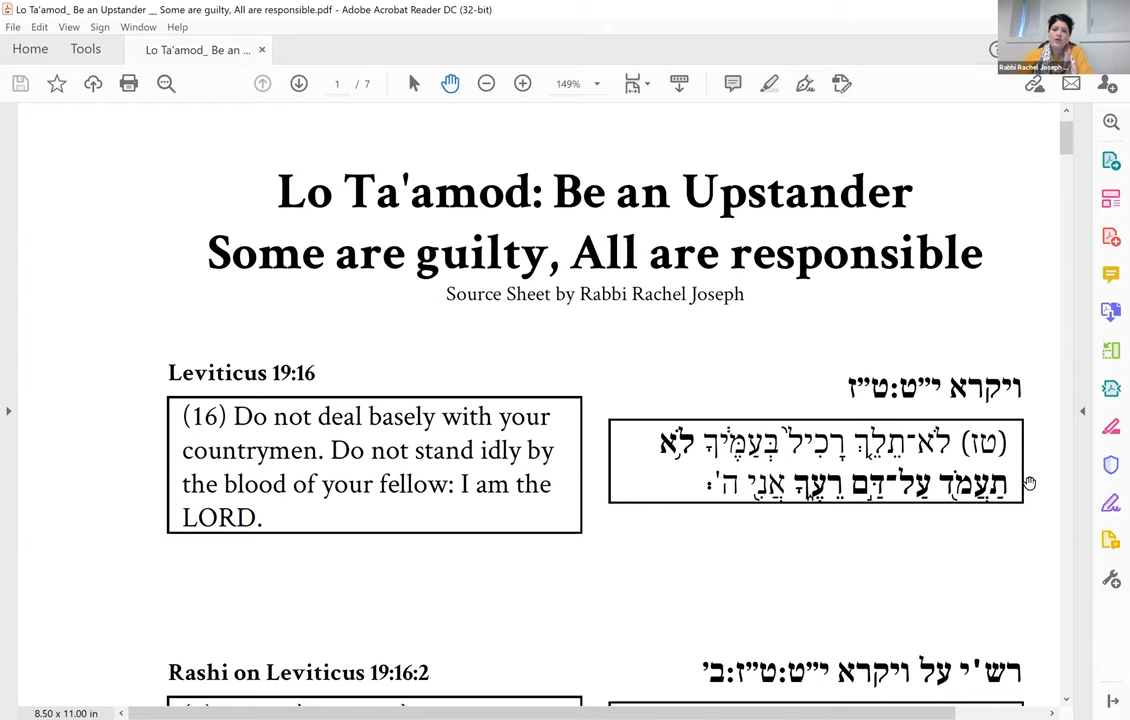 Lo Ta'amod_ Be an Upstander __ Some are guilty, All are responsible.pdf - Adobe Acrobat Reader DC (32-bit)
File Edit View Sign Window Help
Home Tools Lo Ta'amod_ Be an ... ×
1 / 7 149%
Rabbi Rachel Joseph
Lo Ta'amod: Be an Upstander
Some are guilty, All are responsible
Source Sheet by Rabbi Rachel Joseph
Leviticus 19:16
(16) Do not deal basely with your
countrymen. Do not stand idly by
the blood of your fellow: I am the
LORD.
ויקרא י״ט:ט״ז
(טז) לֹא־תֵלֵ֤ךְ רָכִיל֙ בְּעַמֶּ֔יךָ לֹ֥א
תַעֲמֹ֖ד עַל־דַּ֣ם רֵעֶ֑ךָ אֲנִ֖י ה'׃
Rashi on Leviticus 19:16:2
רש"י על ויקרא י״ט:ט״ז:ב׳
8.50 x 11.00 in